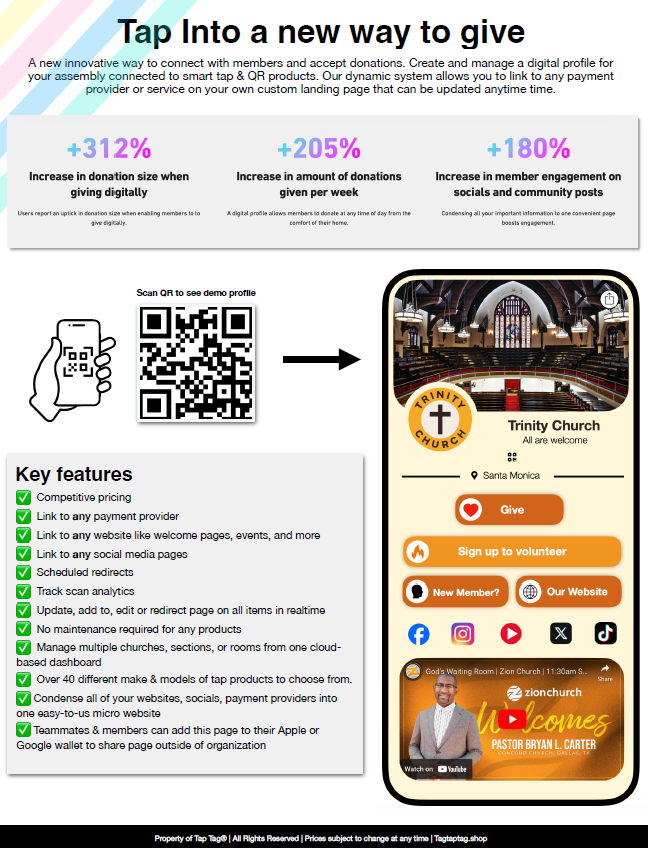 Tap Into a new way to give
A new innovative way to connect with members and accept donations. Create and manage a digital profile for
your assembly connected to smart tap & QR products. Our dynamic system allows you to link to any payment
provider or service on your own custom landing page that can be updated anytime time.
+312%
Increase in donation size when
giving digitally
Users report an uptick in donation size when enabling members to to
give digitally.
+205%
Increase in amount of donations
given per week
A digital profile allows members to donate at any time of day from the
comfort of their home.
+180%
Increase in member engagement on
socials and community posts
Condensing all your important information to one convenient page
boosts engagement.
Scan QR to see demo profile
Key features
Competitive pricing
Link to any payment provider
Link to any website like welcome pages, events, and more
Link to any social media pages
Scheduled redirects
Track scan analytics
Update, add to, edit or redirect page on all items in realtime
No maintenance required for any products
Manage multiple churches, sections, or rooms from one cloud-
based dashboard
Over 40 different make & models of tap products to choose from.
Condense all of your websites, socials, payment providers into
one easy-to-us micro website
Teammates & members can add this page to their Apple or
Google wallet to share page outside of organization
TRINITY
CHURCH
Trinity Church
All are welcome
Santa Monica
Give
Sign up to volunteer
New Member?
Our Website
God's Waiting Room | Zion Church | 11:30am S...
Share
zionchurch
Welcomes
PASTOR BRYAN L. CARTER
CONCORD CHURCH, DALLAS, TX
Watch on YouTube
Property of Tap Tag® | All Rights Reserved | Prices subject to change at any time | Tagtaptag.shop